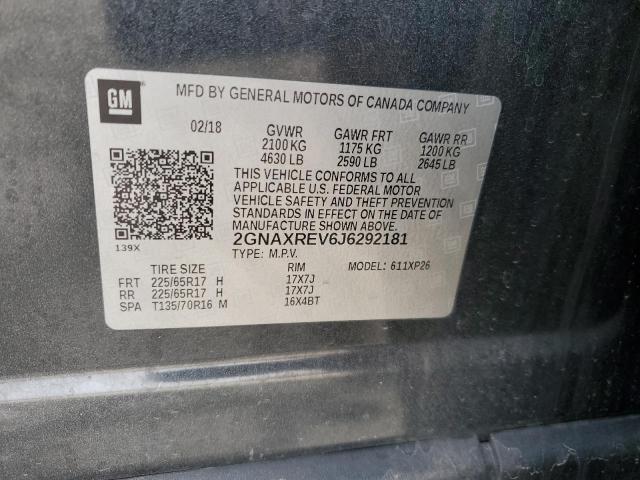 GM
MFD BY GENERAL MOTORS OF CANADA COMPANY
02/18 GVWR GAWR FRT GAWR RR
2100 KG 1175 KG 1200 KG
4630 LB 2590 LB 2645 LB
THIS VEHICLE CONFORMS TO ALL
APPLICABLE U.S. FEDERAL MOTOR
VEHICLE SAFETY AND THEFT PREVENTION
STANDARDS IN EFFECT ON THE DATE OF
MANUFACTURE SHOWN ABOVE.
139X 2GNAXREV6J6292181
TYPE: M.P.V. MODEL: 611XP26
TIRE SIZE RIM
FRT 225/65R17 H 17X7J
RR 225/65R17 H 17X7J
SPA T135/70R16 M 16X4BT